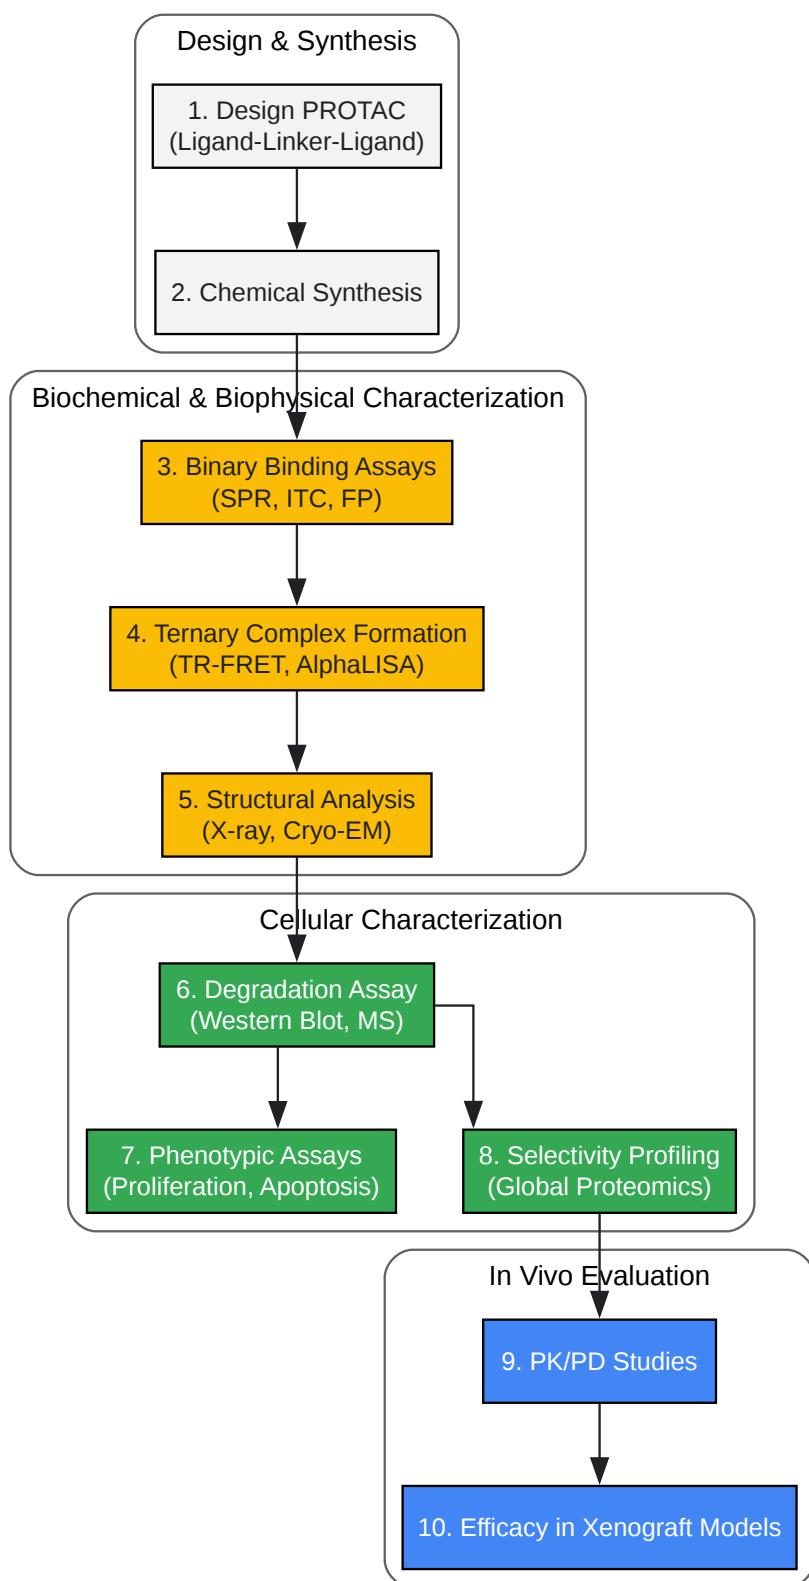 Design & Synthesis
1. Design PROTAC
(Ligand-Linker-Ligand)
2. Chemical Synthesis
Biochemical & Biophysical Characterization
3. Binary Binding Assays
(SPR, ITC, FP)
4. Ternary Complex Formation
(TR-FRET, AlphaLISA)
5. Structural Analysis
(X-ray, Cryo-EM)
Cellular Characterization
6. Degradation Assay
(Western Blot, MS)
7. Phenotypic Assays
(Proliferation, Apoptosis)
8. Selectivity Profiling
(Global Proteomics)
In Vivo Evaluation
9. PK/PD Studies
10. Efficacy in Xenograft Models